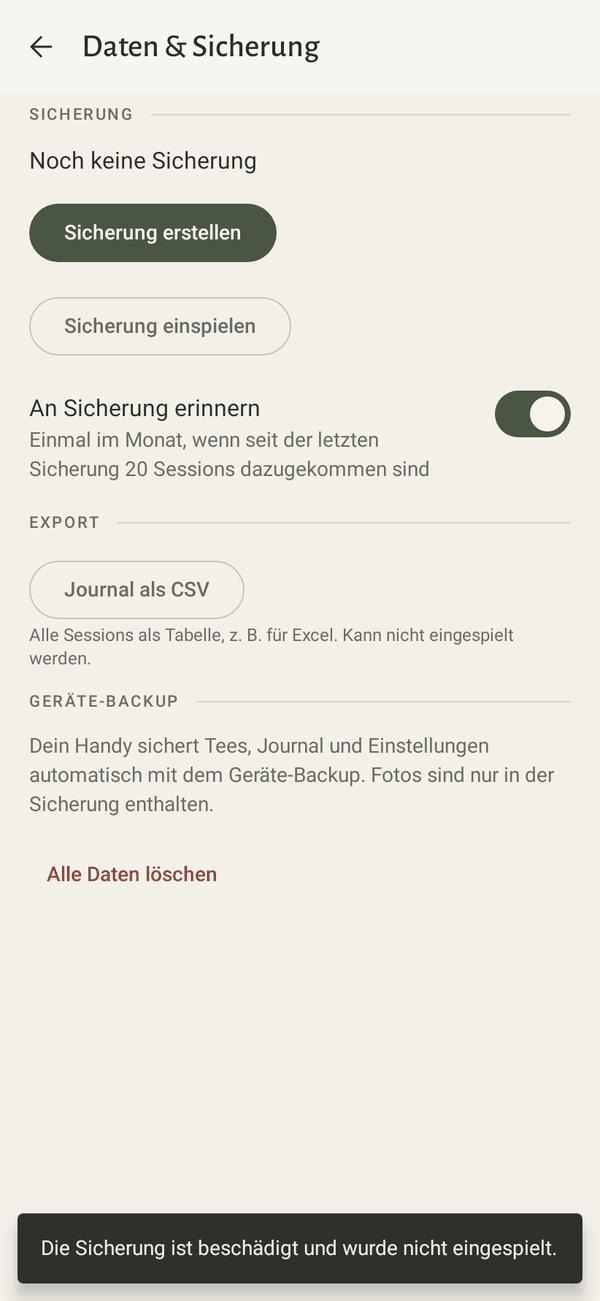 Daten & Sicherung
SICHERUNG
Noch keine Sicherung
Sicherung erstellen
Sicherung einspielen
An Sicherung erinnern
Einmal im Monat, wenn seit der letzten
Sicherung 20 Sessions dazugekommen sind
EXPORT
Journal als CSV
Alle Sessions als Tabelle, z. B. für Excel. Kann nicht eingespielt
werden.
GERÄTE-BACKUP
Dein Handy sichert Tees, Journal und Einstellungen
automatisch mit dem Geräte-Backup. Fotos sind nur in der
Sicherung enthalten.
Alle Daten löschen
Die Sicherung ist beschädigt und wurde nicht eingespielt.